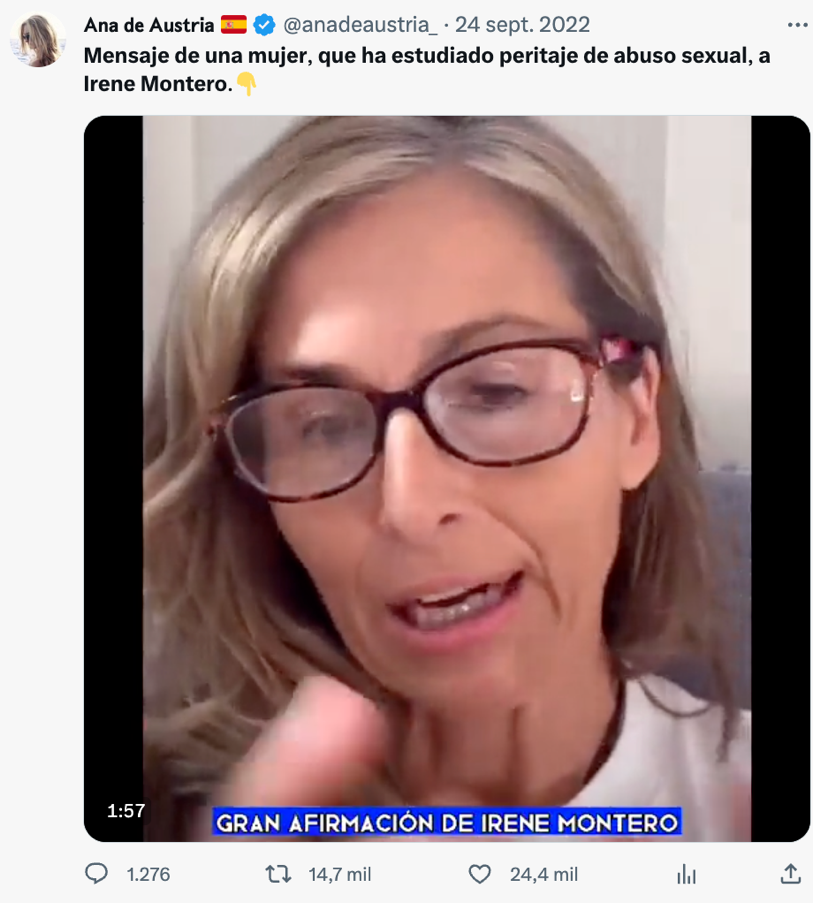 Ana de Austria 🇪🇸 @anadeaustria_ · 24 sept. 2022
Mensaje de una mujer, que ha estudiado peritaje de abuso sexual, a
Irene Montero.👇
1:57
GRAN AFIRMACIÓN DE IRENE MONTERO
1.276 14,7 mil 24,4 mil